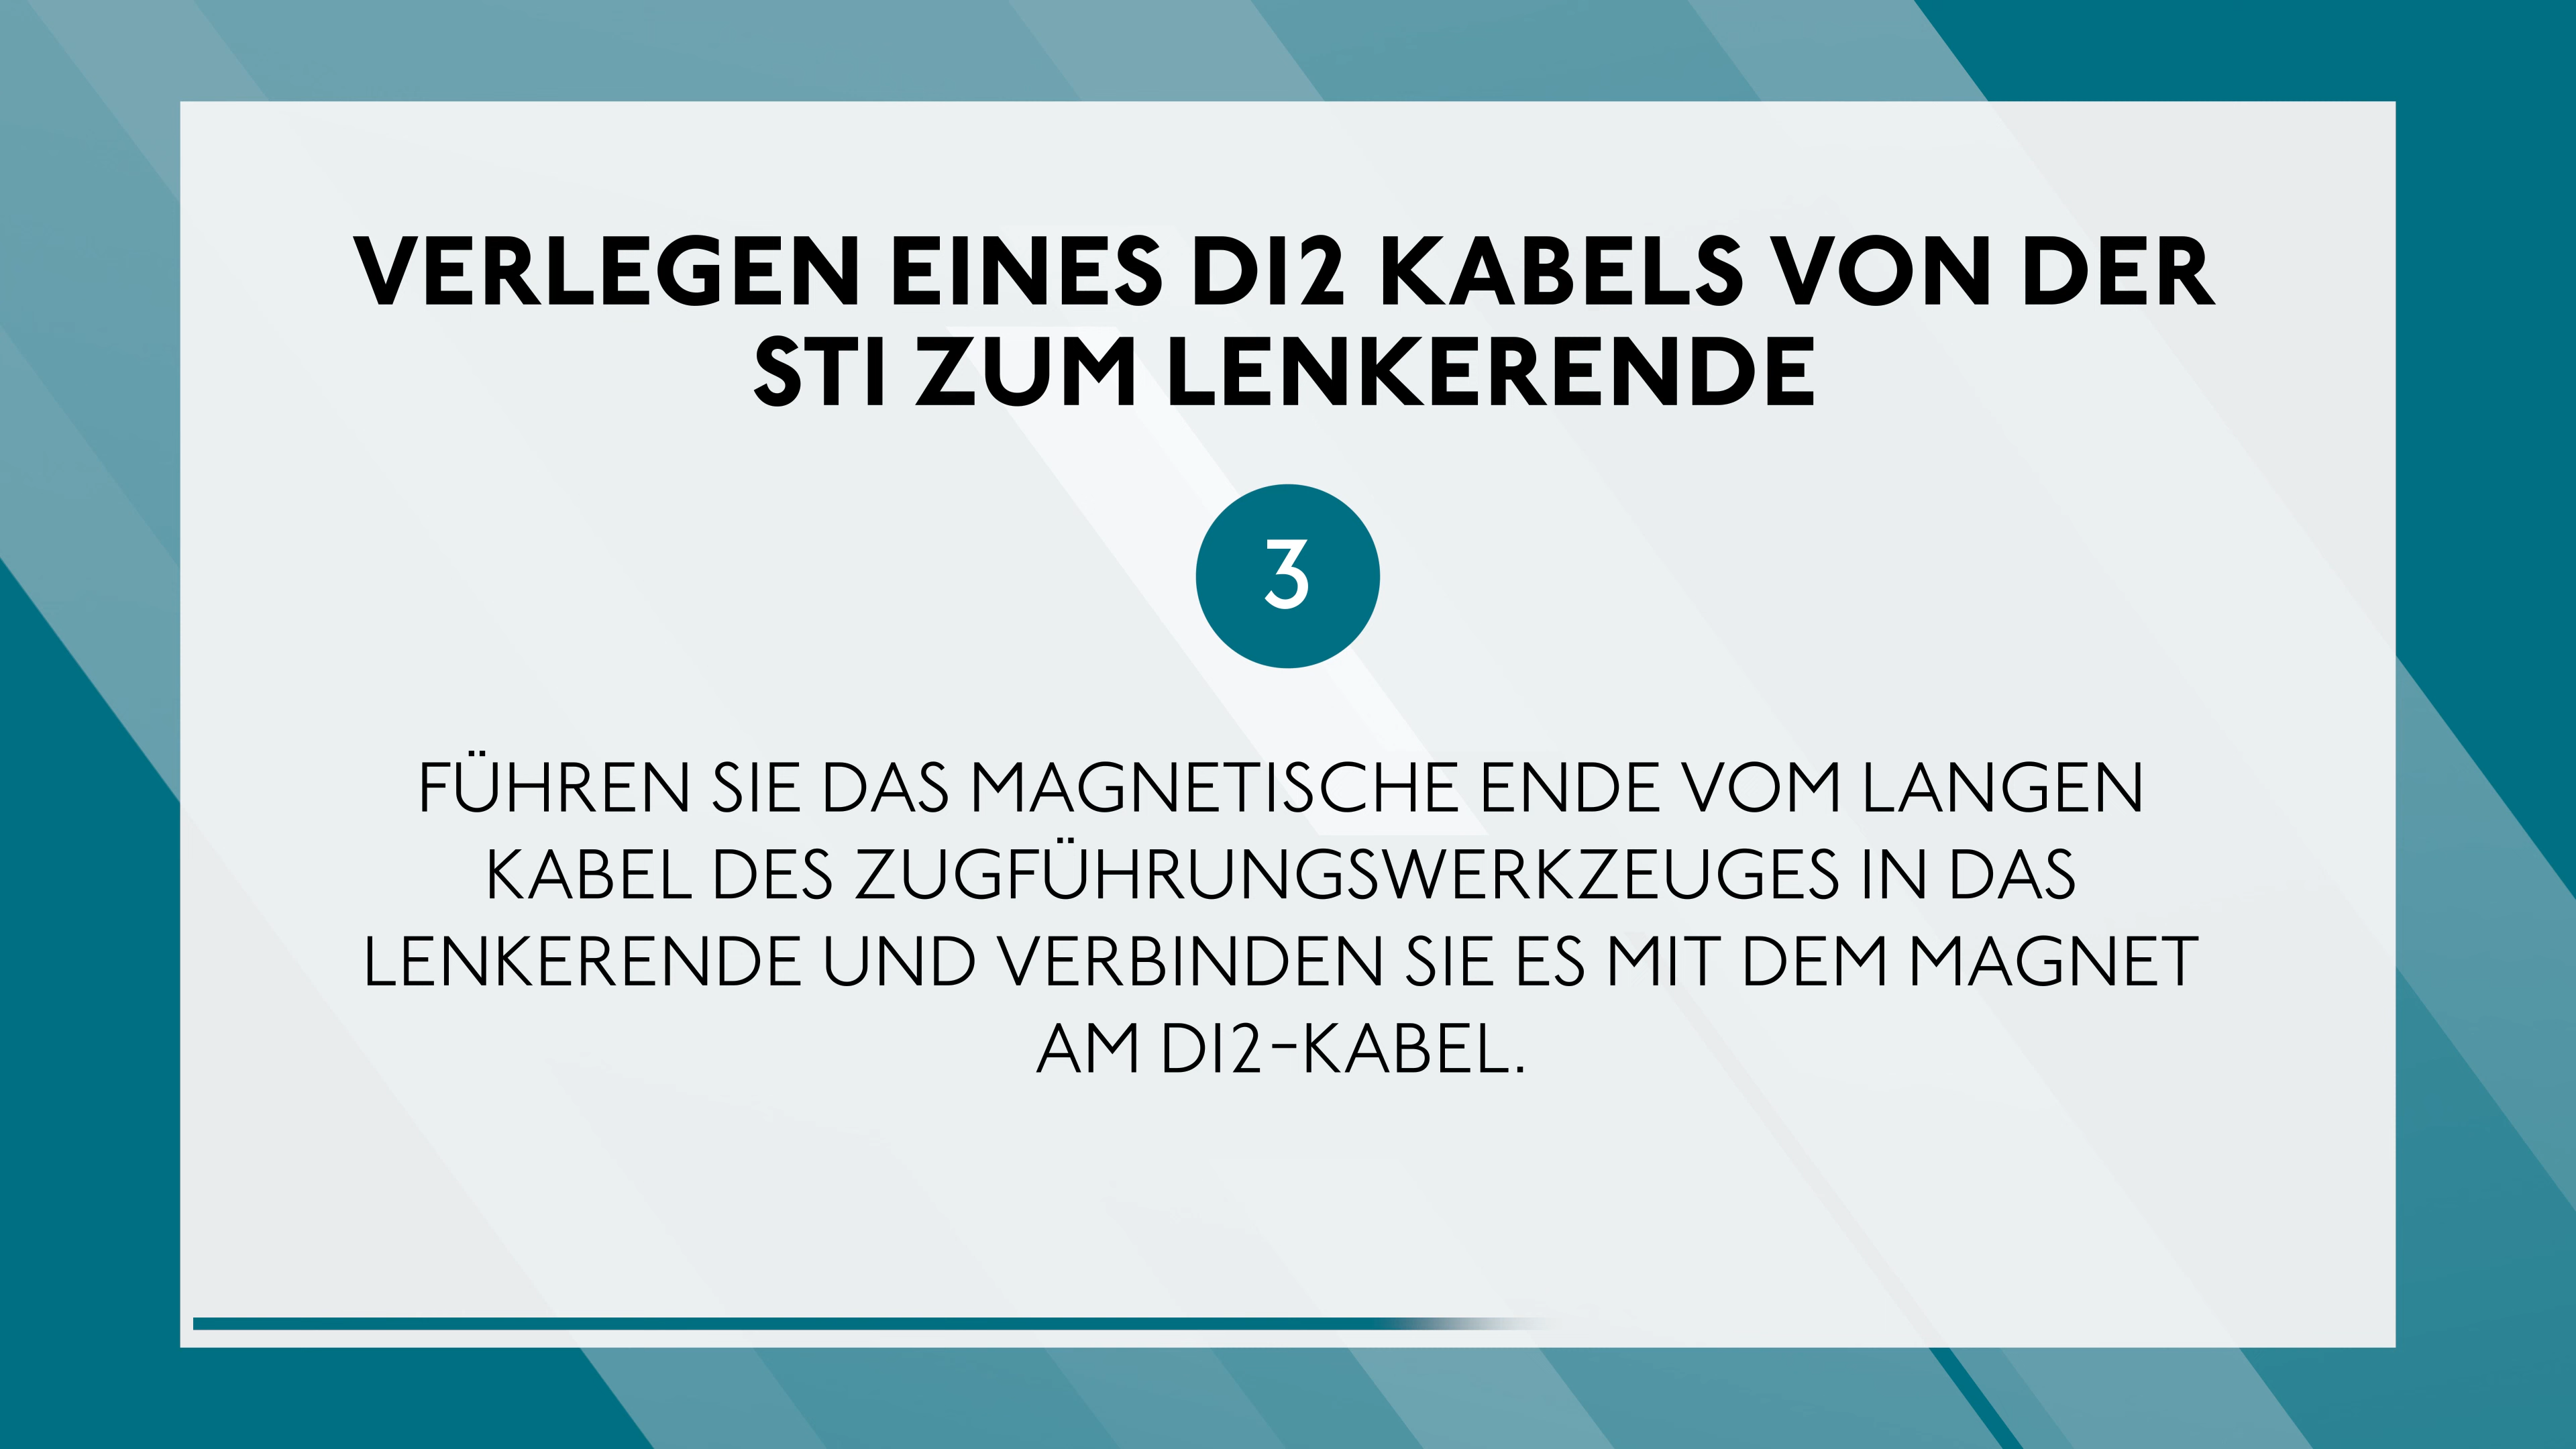 VERLEGEN EINES DI2 KABELS VON DER
STI ZUM LENKERENDE
3
FÜHREN SIE DAS MAGNETISCHE ENDE VOM LANGEN
KABEL DES ZUGFÜHRUNGSWERKZEUGES IN DAS
LENKERENDE UND VERBINDEN SIE ES MIT DEM MAGNET
AM DI2-KABEL.